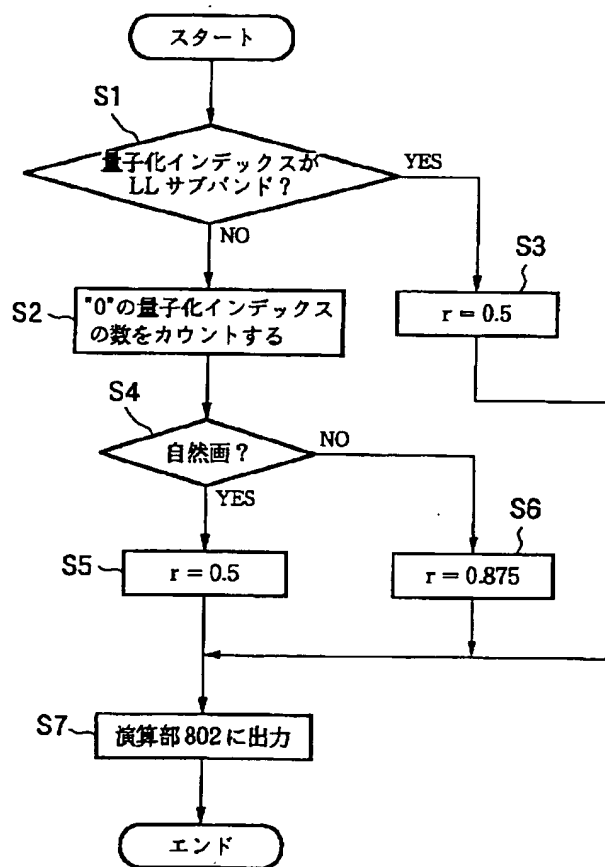 スタート
S1
量子化インデックスが
LLサブバンド?
YES
NO
S3
r = 0.5
S2
"0"の量子化インデックス
の数をカウントする
S4
自然画?
NO
YES
S6
r = 0.875
S5
r = 0.5
S7
演算部802に出力
エンド